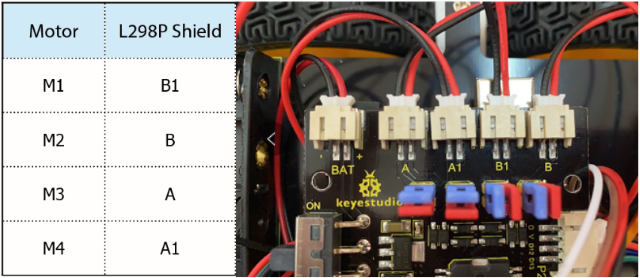 Motor L298P Shield
M1 B1
M2 B
M3 A
M4 A1
- +
BAT A A1 B1 B
keyestudio
ON